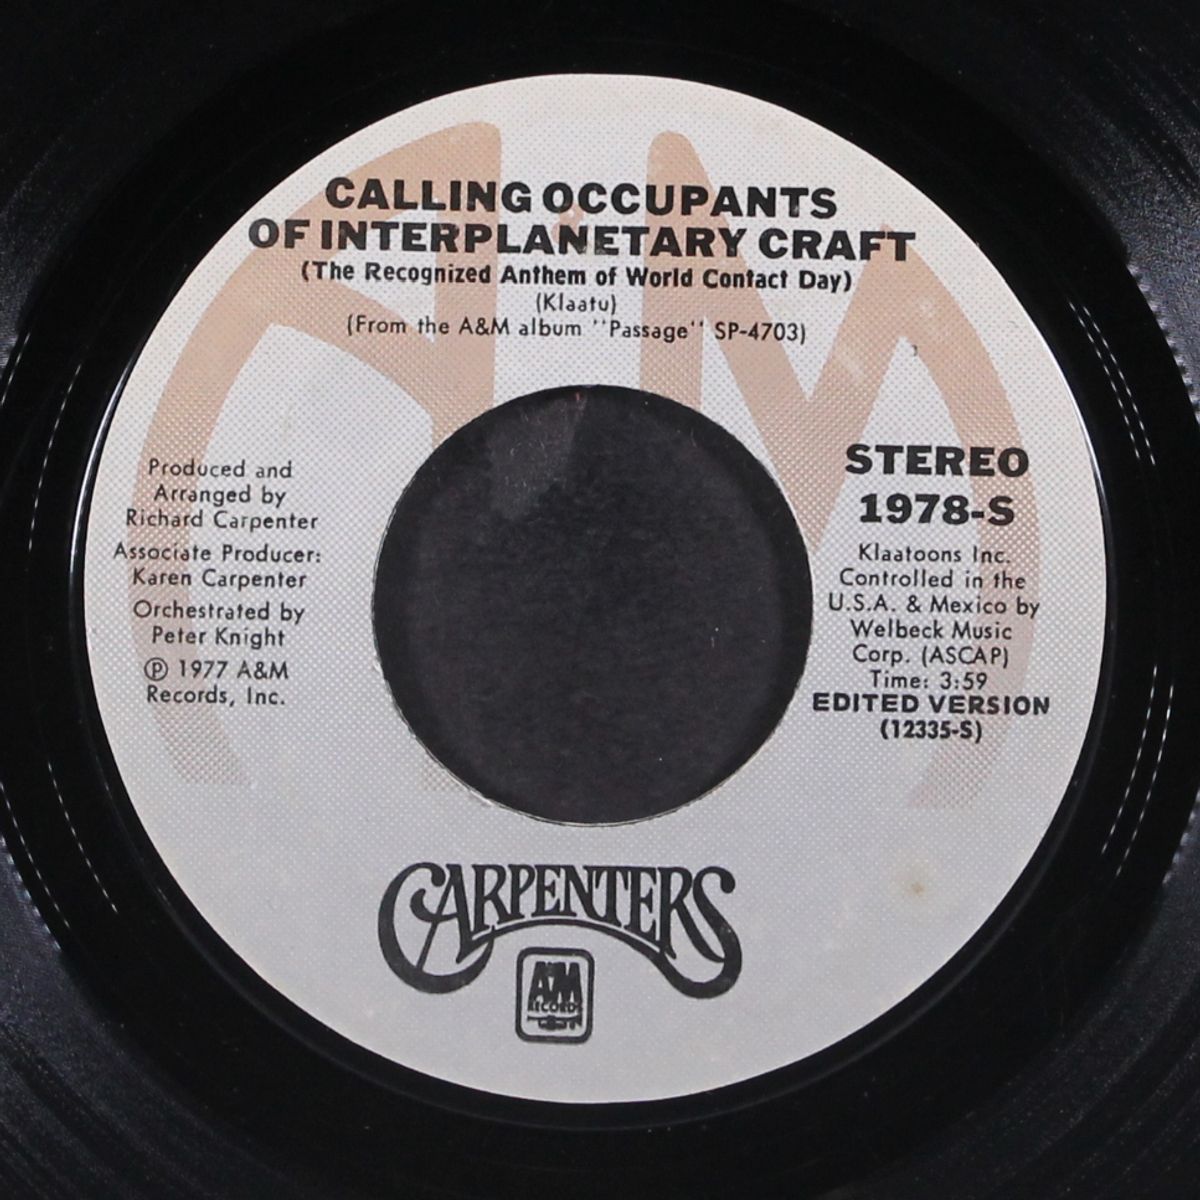 CALLING OCCUPANTS
OF INTERPLANETARY CRAFT
(The Recognized Anthem of World Contact Day)
(Klaatu)
(From the A&M album "Passage" SP-4703)
Produced and
Arranged by
Richard Carpenter
Associate Producer:
Karen Carpenter
Orchestrated by
Peter Knight
℗ 1977 A&M
Records, Inc.
STEREO
1978-S
Klaatoons Inc.
Controlled in the
U.S.A. & Mexico by
Welbeck Music
Corp. (ASCAP)
Time: 3:59
EDITED VERSION
(12335-S)
CARPENTERS
A&M
RECORDS